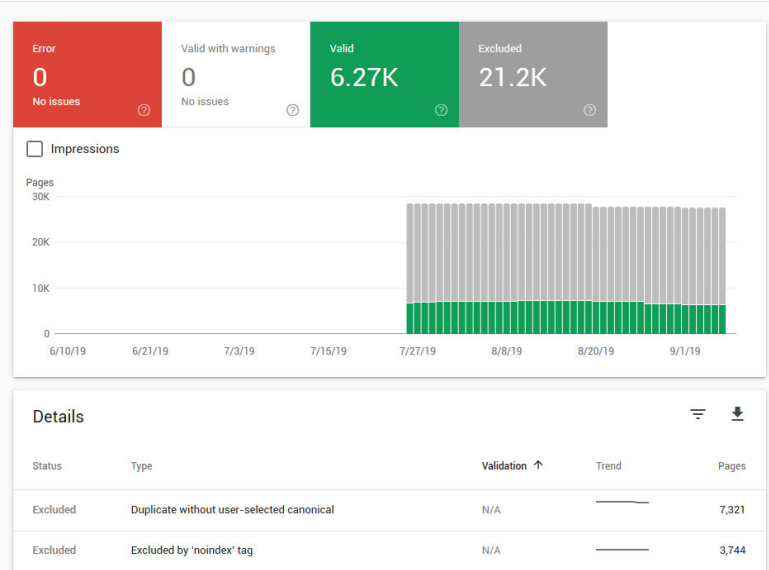 Error
0
No issues
Valid with warnings
0
No issues
Valid
6.27K
Excluded
21.2K
Impressions
Pages
30K
20K
10K
0
6/10/19 6/21/19 7/3/19 7/15/19 7/27/19 8/8/19 8/20/19 9/1/19
Details
Status Type Validation ↑ Trend Pages
Excluded Duplicate without user-selected canonical N/A 7,321
Excluded Excluded by ‘noindex’ tag N/A 3,744